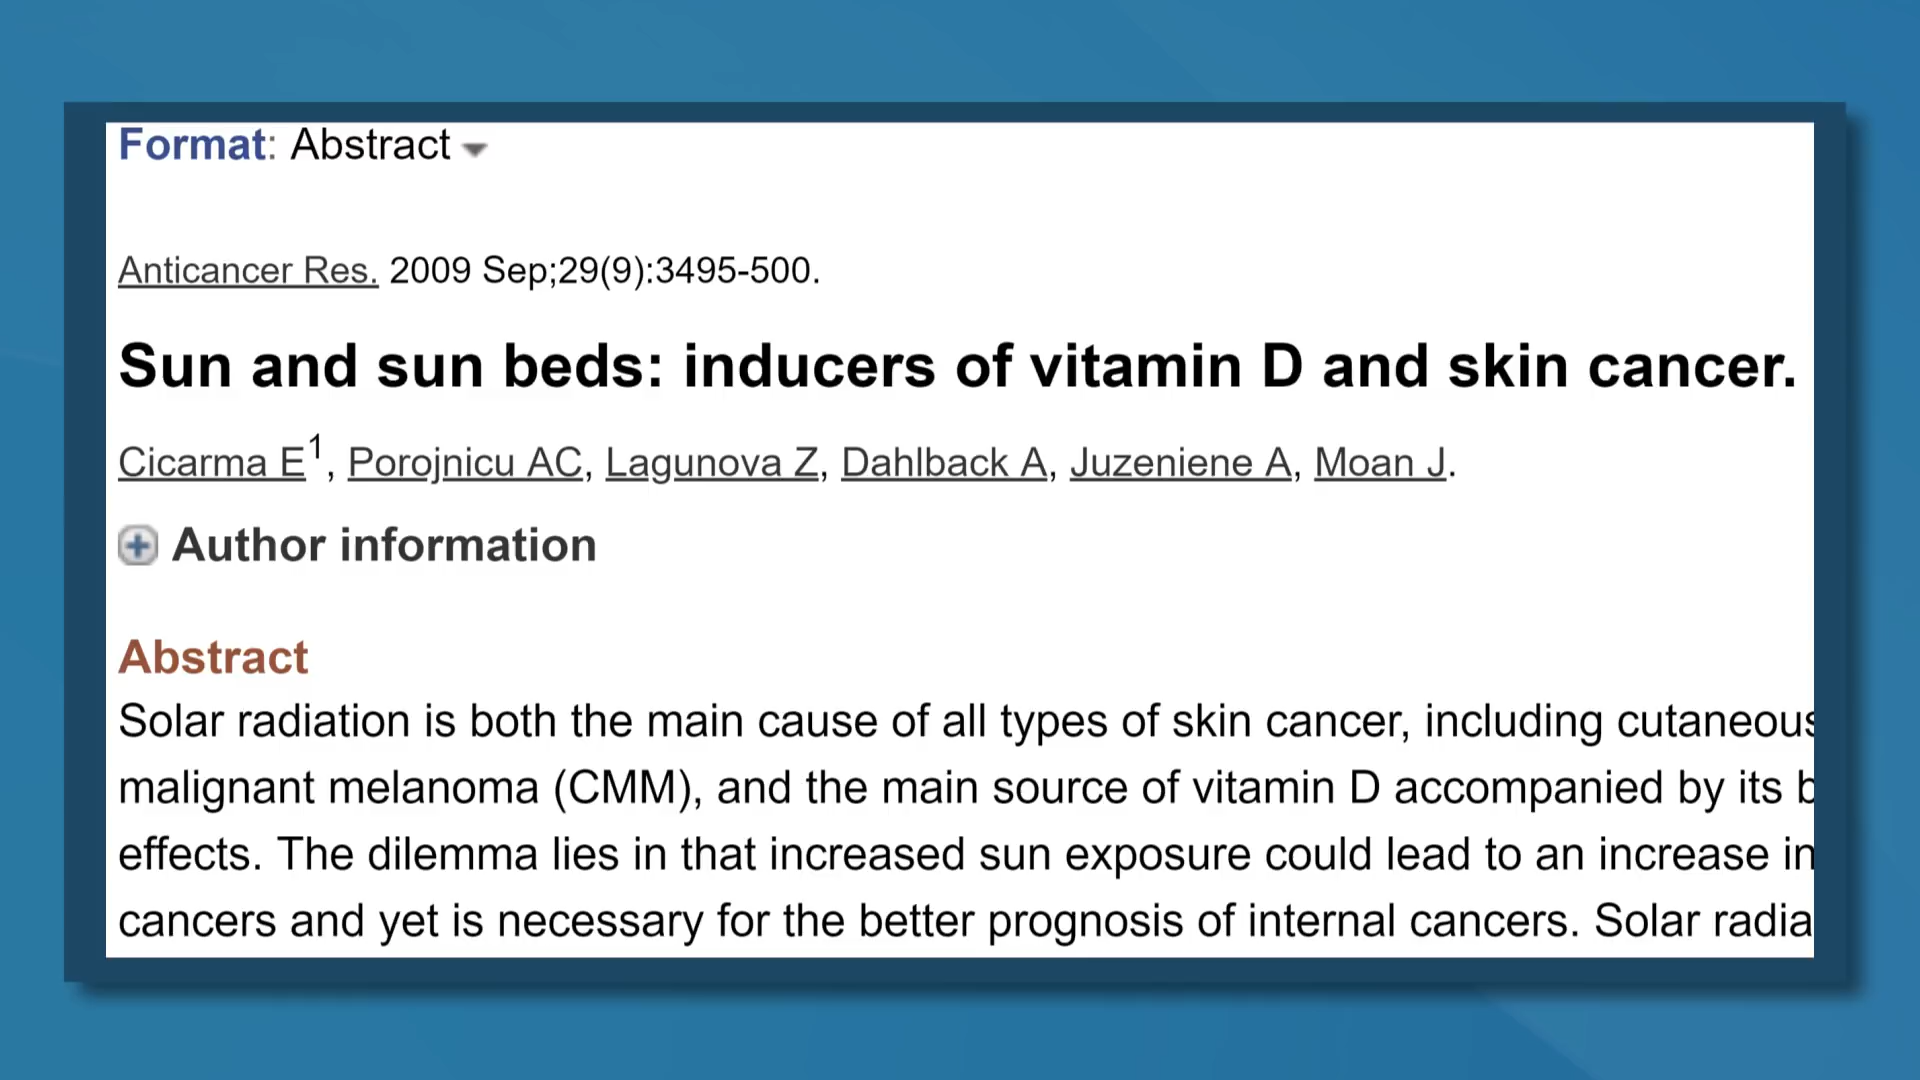 Format: Abstract
Anticancer Res. 2009 Sep;29(9):3495-500.
Sun and sun beds: inducers of vitamin D and skin cancer.
Cicarma E1, Porojnicu AC, Lagunova Z, Dahlback A, Juzeniene A, Moan J.
Author information
Abstract
Solar radiation is both the main cause of all types of skin cancer, including cutaneous
malignant melanoma (CMM), and the main source of vitamin D accompanied by its b
effects. The dilemma lies in that increased sun exposure could lead to an increase in
cancers and yet is necessary for the better prognosis of internal cancers. Solar radia